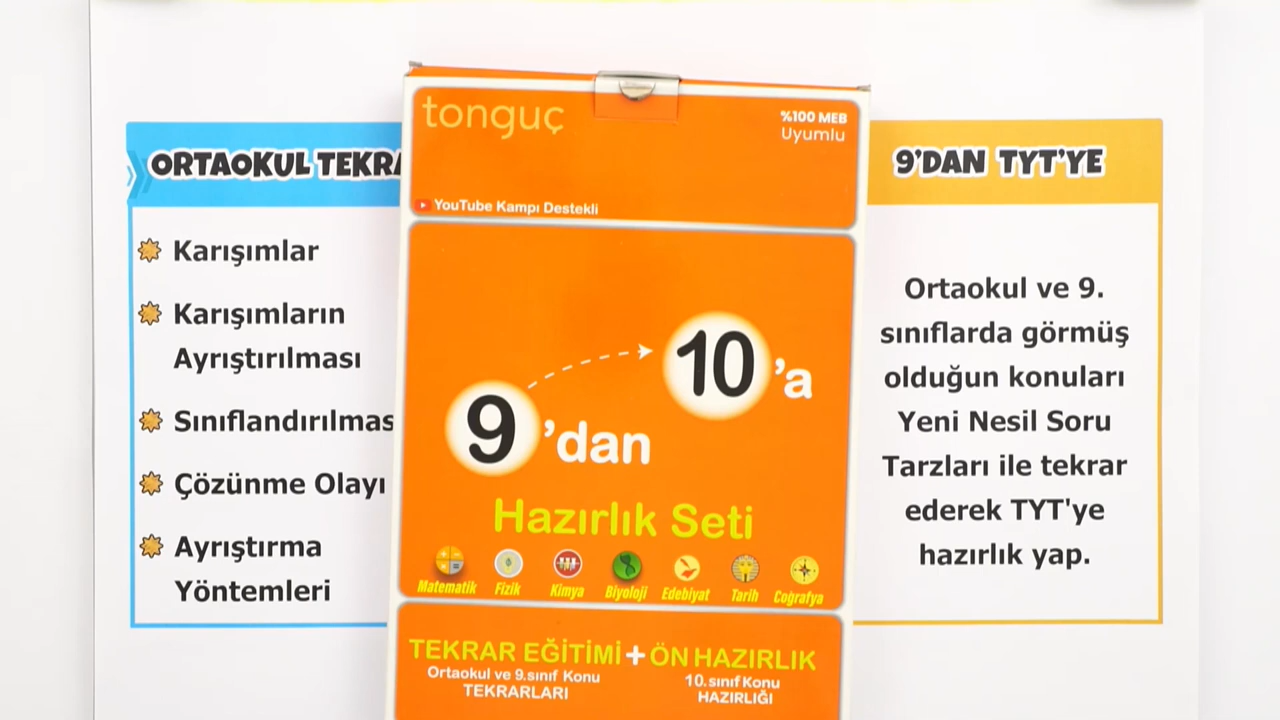 ORTAOKUL
Karışımlar
Karışımların
Ayrıştırılması
Çözünme Olayı
Ayrıştırma
Yöntemleri
tonguç
%100 MEB
Uyumlu
YouTube Kampı Destekli
9'dan
10'a
Hazırlık Seti
Matematik
Fizik
Kimya
Biyoloji
Edebiyat
Tarih
Coğrafya
TEKRAR EĞİTİMİ + ÖN HAZIRLIK
Ortaokul ve 9.sınıf Konu
TEKRARLARI
10.sınıf Konu
HAZIRLIĞI
9'DAN TYT'YE
Ortaokul ve 9.
sınıflarda görmüş
olduğun konuları
Yeni Nesil Soru
Tarzları ile tekrar
ederek TYT'ye
hazırlık yap.